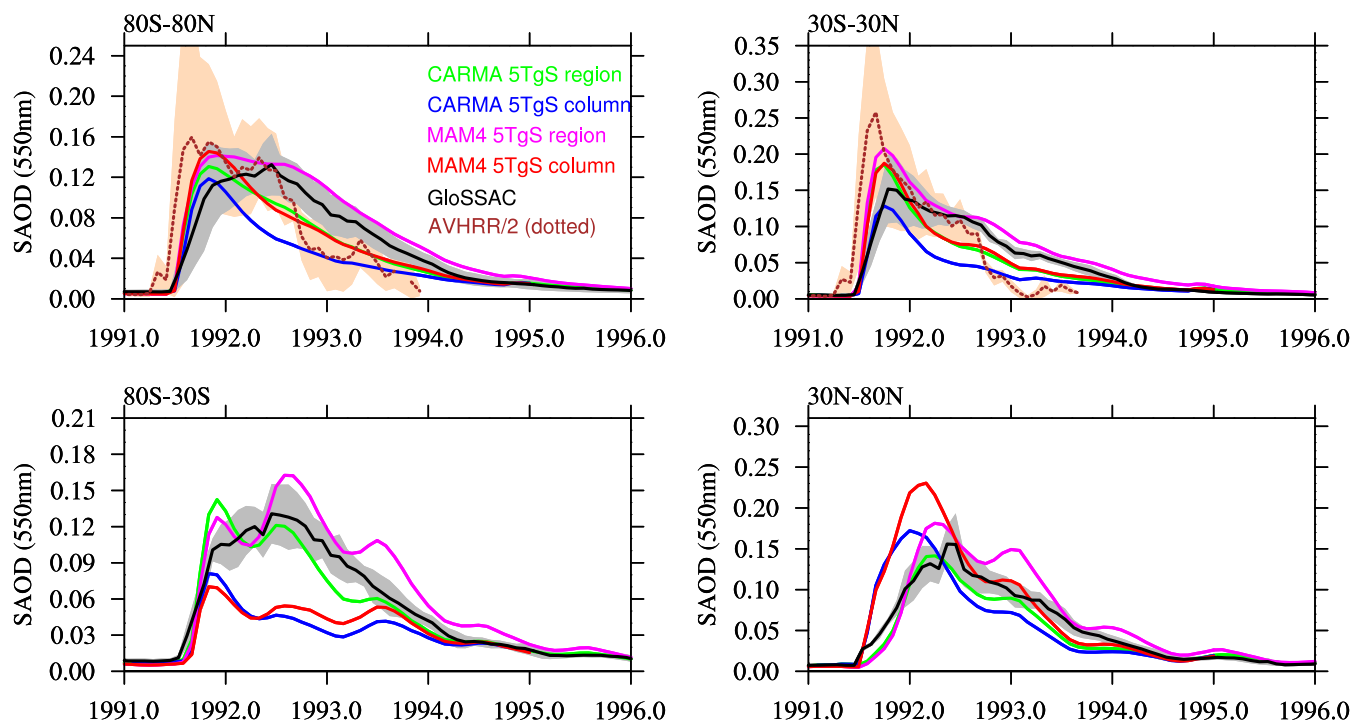 80S-80N
0.24
0.20
0.16
0.12
0.08
0.04
0.00
SAOD (550nm)
CARMA 5TgS region
CARMA 5TgS column
MAM4 5TgS region
MAM4 5TgS column
GloSSAC
AVHRR/2 (dotted)
1991.0 1992.0 1993.0 1994.0 1995.0 1996.0
30S-30N
0.35
0.30
0.25
0.20
0.15
0.10
0.05
0.00
SAOD (550nm)
1991.0 1992.0 1993.0 1994.0 1995.0 1996.0
80S-30S
0.21
0.18
0.15
0.12
0.09
0.06
0.03
0.00
SAOD (550nm)
1991.0 1992.0 1993.0 1994.0 1995.0 1996.0
30N-80N
0.30
0.25
0.20
0.15
0.10
0.05
0.00
SAOD (550nm)
1991.0 1992.0 1993.0 1994.0 1995.0 1996.0